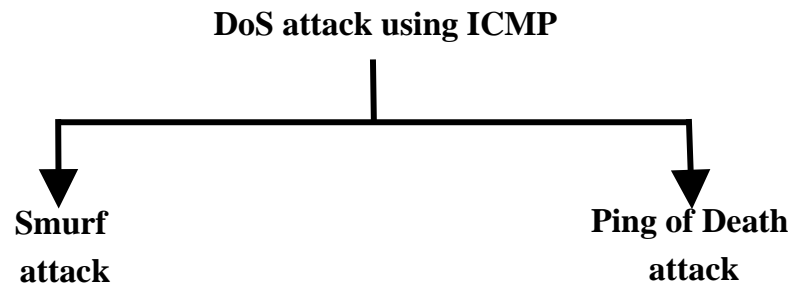 DoS attack using ICMP
Smurf
attack
Ping of Death
attack